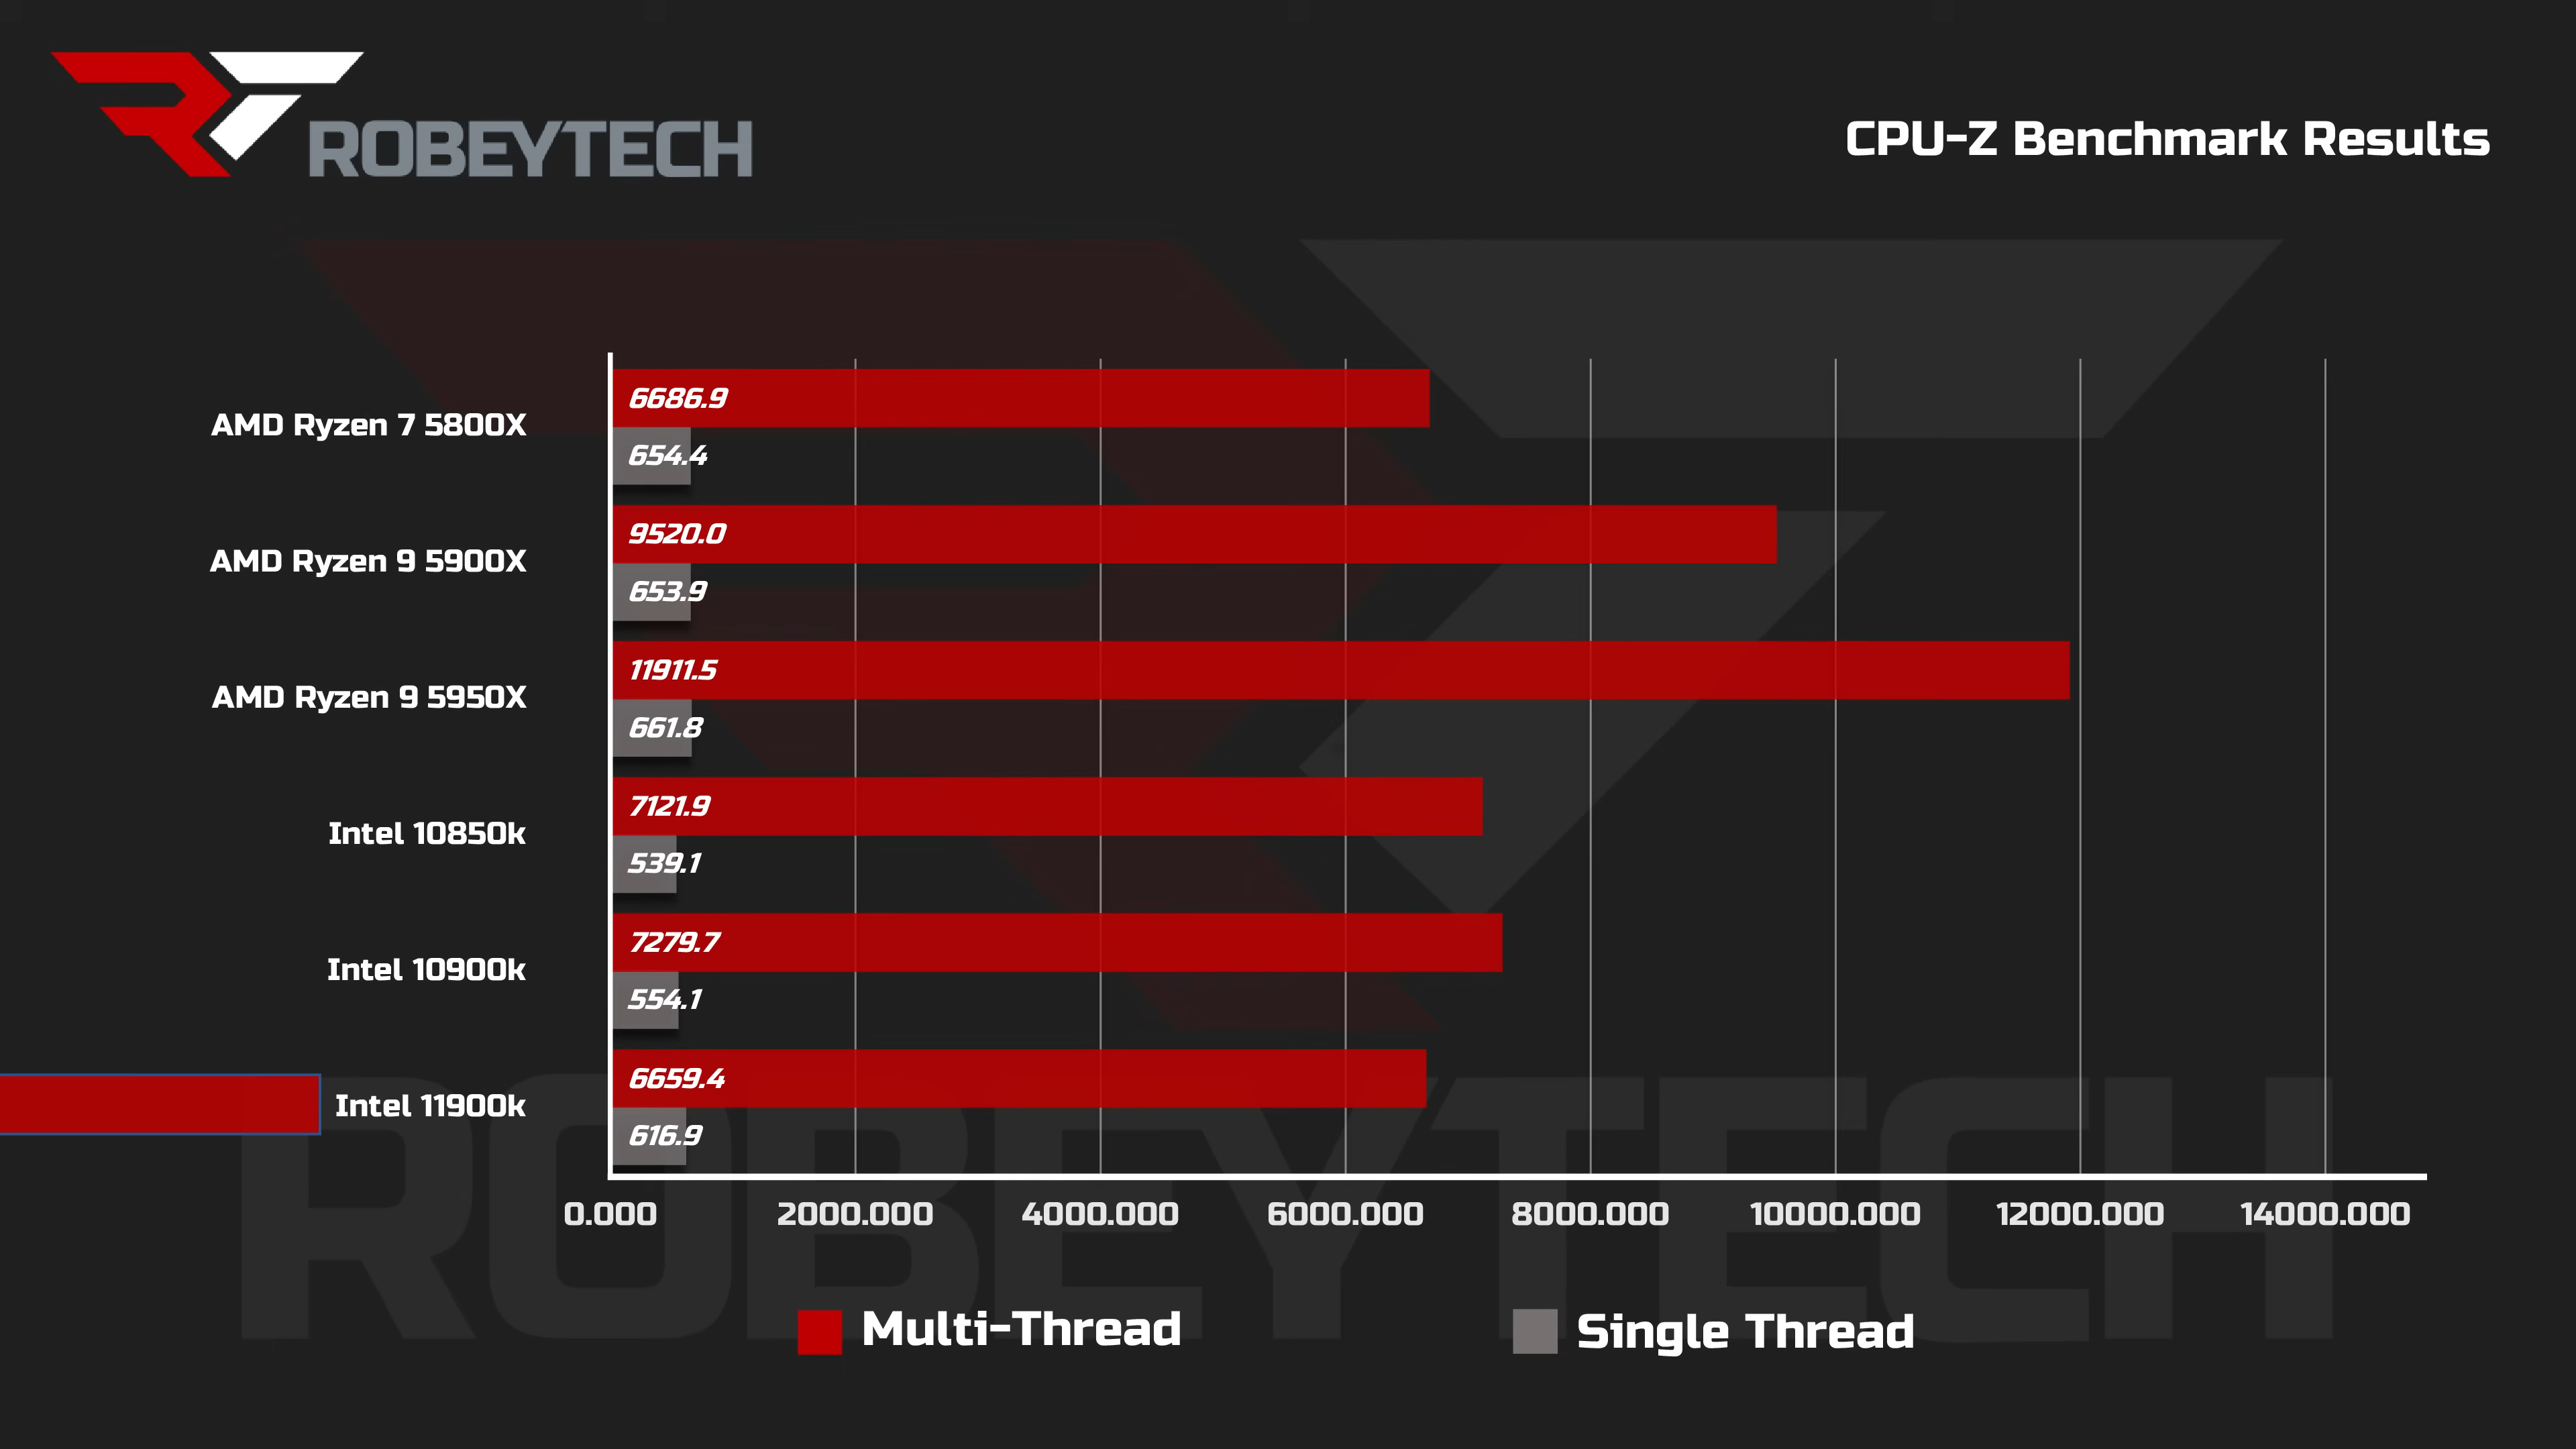 ROBEYTECH
CPU-Z Benchmark Results
AMD Ryzen 7 5800X
6686.9
654.4
AMD Ryzen 9 5900X
9520.0
653.9
AMD Ryzen 9 5950X
11911.5
661.8
Intel 10850k
7121.9
539.1
Intel 10900k
7279.7
554.1
Intel 11900k
6659.4
616.9
0.000 2000.000 4000.000 6000.000 8000.000 10000.000 12000.000 14000.000
ROBEYTECH
Multi-Thread Single Thread